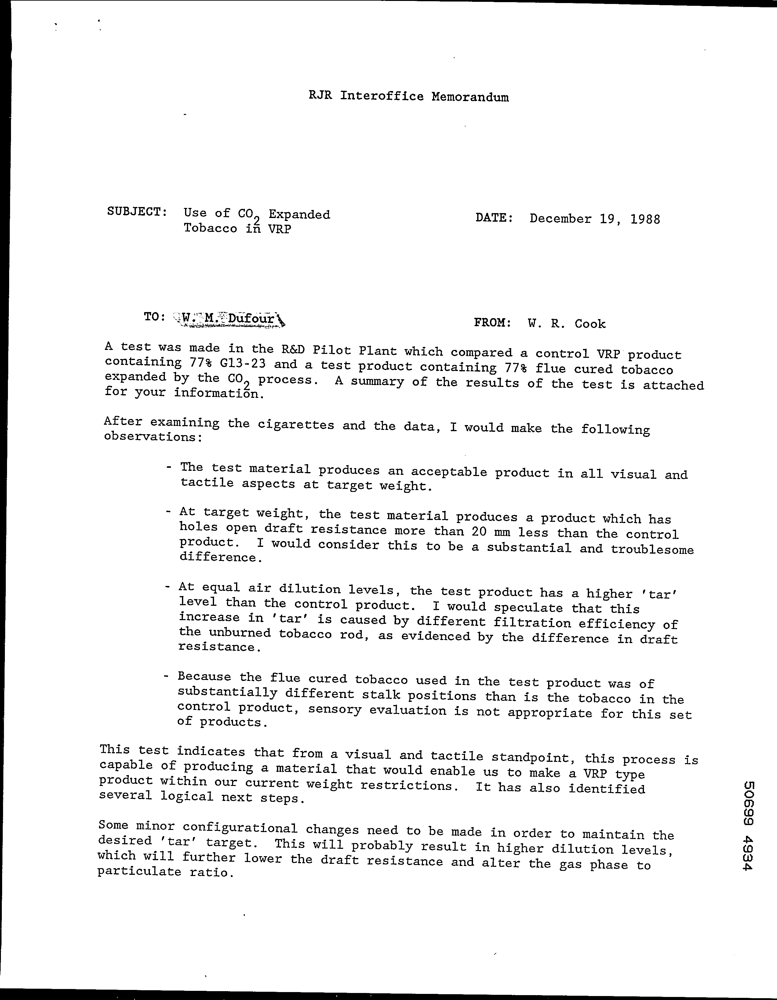 RJR Interoffice Memorandum
SUBJECT: Use of CO2 Expanded
Tobacco in VRP
DATE: December 19, 1988
TO: W. M. Dufour
FROM: W. R. Cook
A test was made in the R&D Pilot Plant which compared a control VRP product
containing 77% G13-23 and a test product containing 77% flue cured tobacco
expanded by the CO2 process. A summary of the results of the test is attached
for your information.
After examining the cigarettes and the data, I would make the following
observations:
- The test material produces an acceptable product in all visual and
tactile aspects at target weight.
- At target weight, the test material produces a product which has
holes open draft resistance more than 20 mm less than the control
product. I would consider this to be a substantial and troublesome
difference.
- At equal air dilution levels, the test product has a higher 'tar'
level than the control product. I would speculate that this
increase in 'tar' is caused by different filtration efficiency of
the unburned tobacco rod, as evidenced by the difference in draft
resistance.
- Because the flue cured tobacco used in the test product was of
substantially different stalk positions than is the tobacco in the
control product, sensory evaluation is not appropriate for this set
of products.
This test indicates that from a visual and tactile standpoint, this process is
capable of producing a material that would enable us to make a VRP type
product within our current weight restrictions. It has also identified
several logical next steps.
Some minor configurational changes need to be made in order to maintain the
desired 'tar' target. This will probably result in higher dilution levels,
which will further lower the draft resistance and alter the gas phase to
particulate ratio.
50699 4934